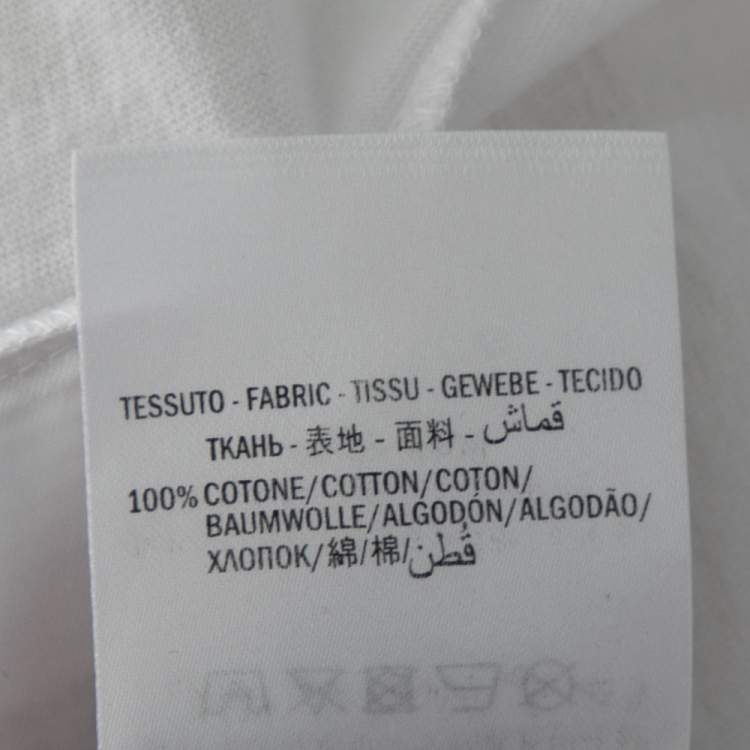 TESSUTO - FABRIC - TISSU - GEWEBE - TECIDO
ТКАНЬ - 表地 - 面料 - قماش
100% COTONE/COTTON/COTON/
BAUMWOLLE/ALGODÓN/ALGODÃO/
ХЛОПОК/綿/棉/قُطن